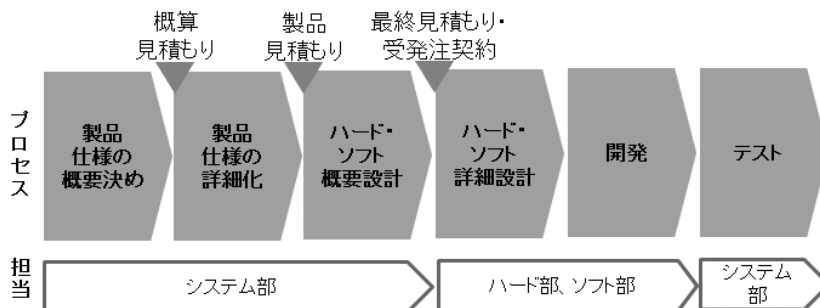 概算
見積もり
製品
見積もり
最終見積もり・
受発注契約
プロセス
製品
仕様の
概要決め
製品
仕様の
詳細化
ハード・
ソフト
概要設計
ハード・
ソフト
詳細設計
開発
テスト
担当
システム部
ハード部、ソフト部
システム
部